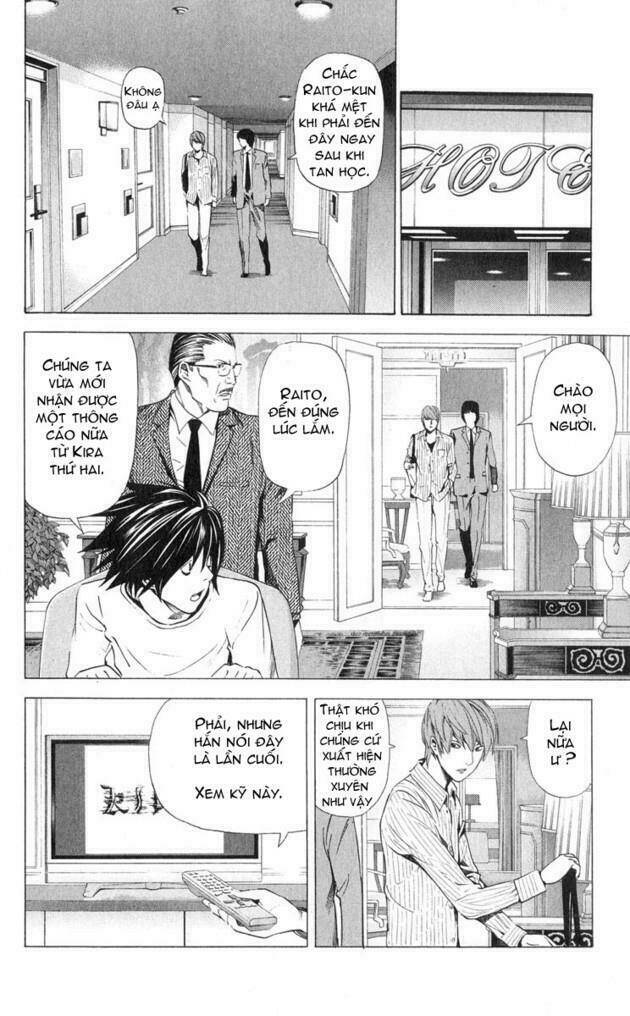 HOTE
CHẮC
RAITO-KUN
KHÁ MỆT
KHI PHẢI ĐẾN
ĐÂY NGAY
SAU KHI
TAN HỌC.
KHÔNG
ĐÂU Ạ
CHÀO
MỌI
NGƯỜI.
RAITO,
ĐẾN ĐÚNG
LÚC LẮM.
CHÚNG TA
VỪA MỚI
NHẬN ĐƯỢC
MỘT THÔNG
CÁO NỮA
TỪ KIRA
THỨ HAI.
LẠI
NỮA
Ư ?
THẬT KHÓ
CHỊU KHI
CHÚNG CỨ
XUẤT HIỆN
THƯỜNG
XUYÊN
NHƯ VẬY
PHẢI, NHƯNG
HẮN NÓI ĐÂY
LÀ LẦN CUỐI.
XEM KỸ NÀY.
KI